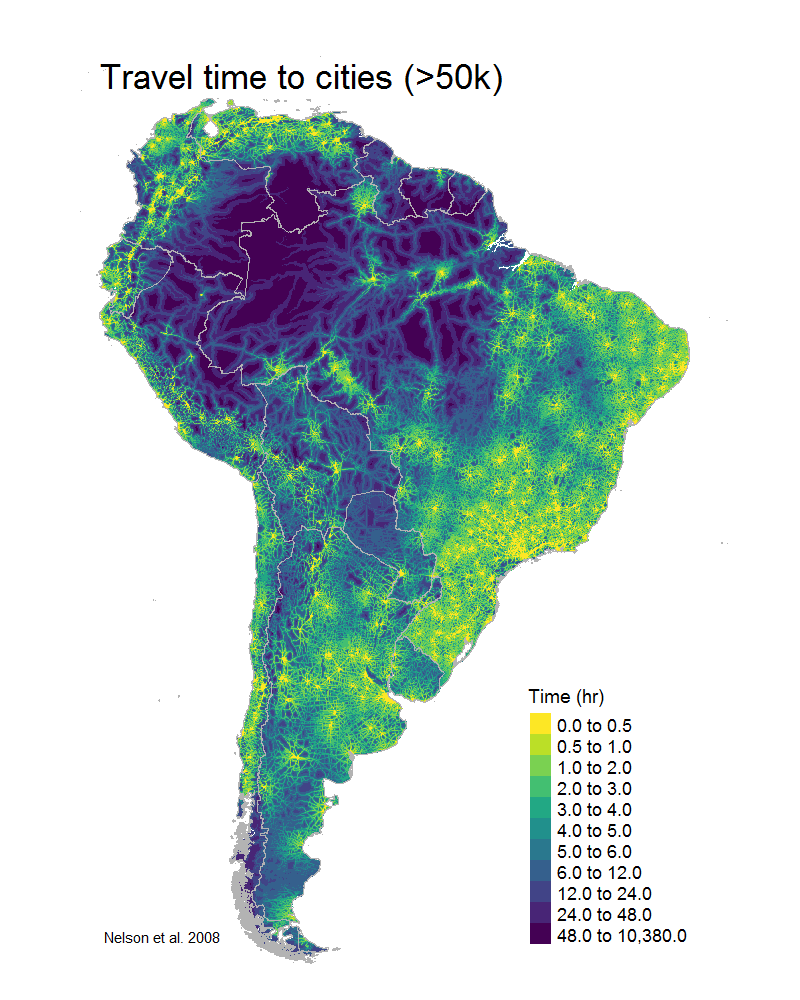 Travel time to cities (>50k)
Time (hr)
0.0 to 0.5
0.5 to 1.0
1.0 to 2.0
2.0 to 3.0
3.0 to 4.0
4.0 to 5.0
5.0 to 6.0
6.0 to 12.0
12.0 to 24.0
24.0 to 48.0
48.0 to 10,380.0
Nelson et al. 2008